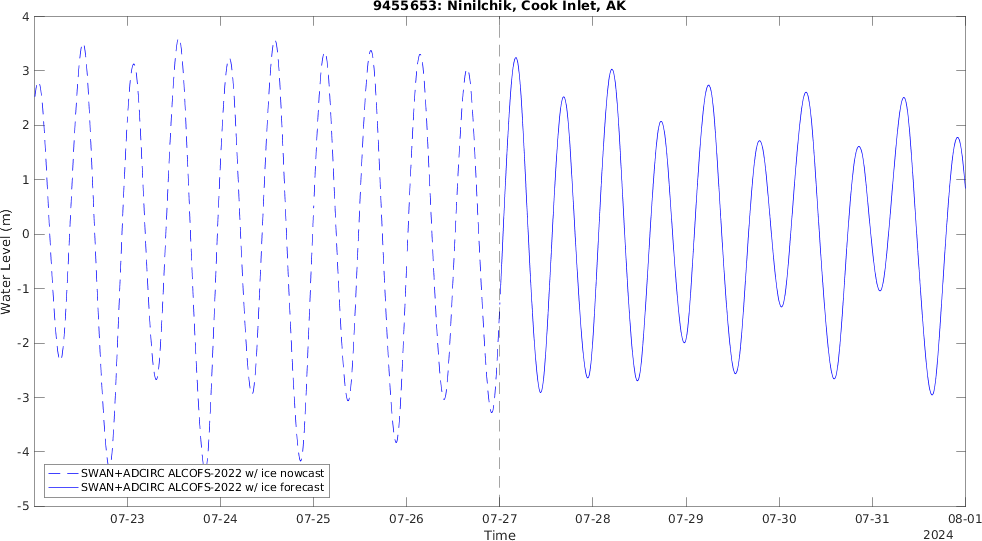 9455653: Ninilchik, Cook Inlet, AK
4
3
2
1
0
-1
-2
-3
-4
-5
Water Level (m)
SWAN+ADCIRC ALCOFS-2022 w/ ice nowcast
SWAN+ADCIRC ALCOFS-2022 w/ ice forecast
07-23 07-24 07-25 07-26 07-27 07-28 07-29 07-30 07-31 08-01
Time
2024